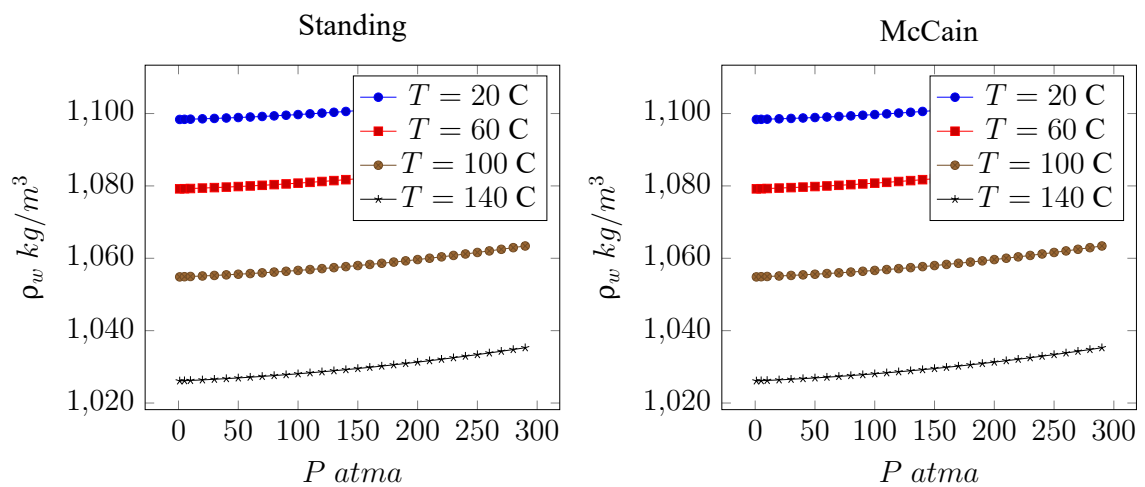 Standing
1,100
1,080
1,060
1,040
1,020
ρ_w kg/m³
T = 20 C
T = 60 C
T = 100 C
T = 140 C
0 50 100 150 200 250 300
P atma
McCain
1,100
1,080
1,060
1,040
1,020
ρ_w kg/m³
T = 20 C
T = 60 C
T = 100 C
T = 140 C
0 50 100 150 200 250 300
P atma